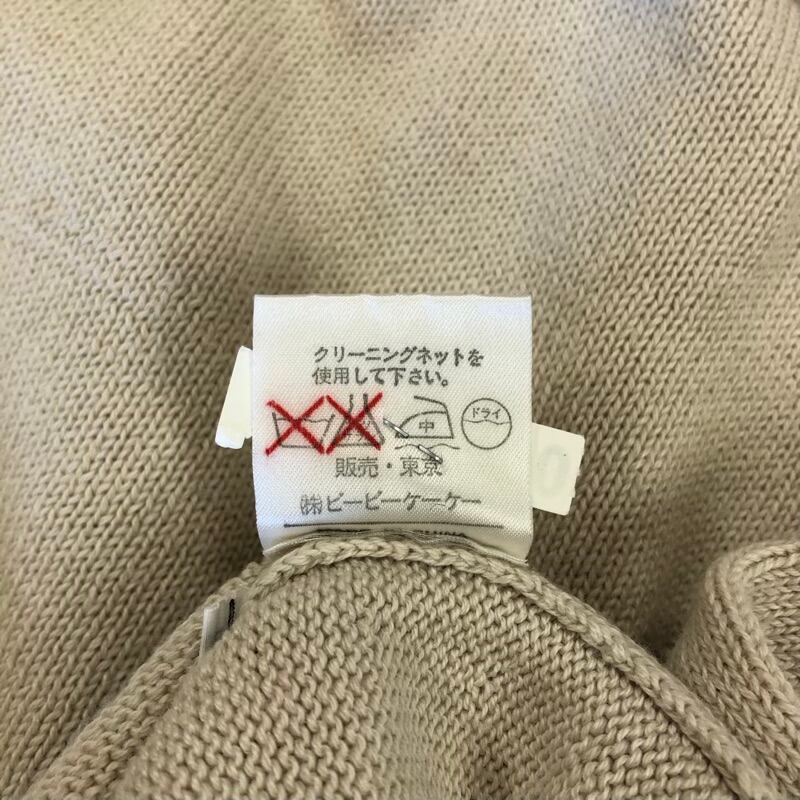 クリーニングネットを
使用して下さい。
中 ドライ
販売・東京
㈱ビーピーケーケー